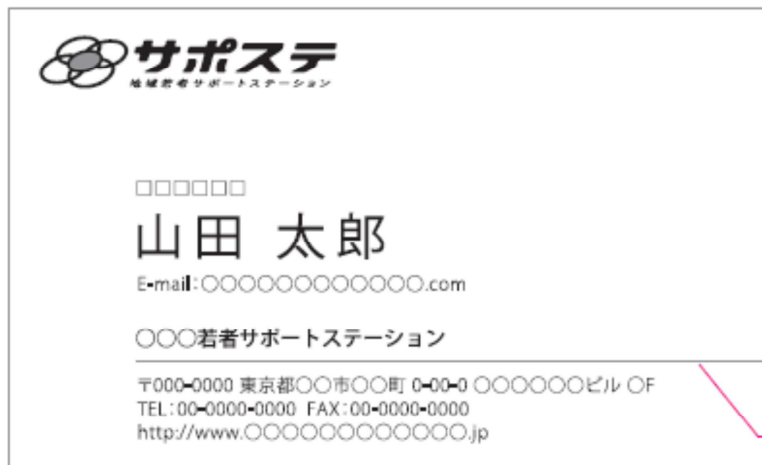 サポステ
地域若者サポートステーション
□□□□□□
山田 太郎
E-mail:○○○○○○○○○○○○.com
○○○若者サポートステーション
〒000-0000 東京都○○市○○町 0-00-0 ○○○○○○ビル ○F
TEL:00-0000-0000 FAX:00-0000-0000
http://www.○○○○○○○○○○○○.jp